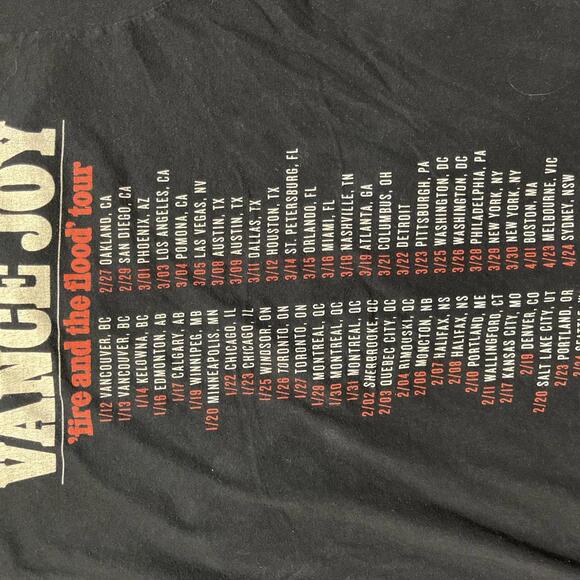 VANCE JOY
'fire and the flood' tour
1/12 VANCOUVER, BC
1/13 VANCOUVER, BC
1/14 KELOWNA, BC
1/16 EDMONTON, AB
1/17 CALGARY, AB
1/19 WINNIPEG, MB
1/20 MINNEAPOLIS, MN
1/22 CHICAGO, IL
1/23 CHICAGO, IL
1/25 WINDSOR, ON
1/26 TORONTO, ON
1/27 TORONTO, ON
1/29 MONTREAL, QC
1/30 MONTREAL, QC
1/31 MONTREAL, QC
2/02 SHERBROOKE, QC
2/03 QUEBEC CITY, QC
2/04 RIMOUSKI, QC
2/06 MONCTON, NB
2/07 HALIFAX, NS
2/08 HALIFAX, NS
2/10 PORTLAND, ME
2/11 WALLINGFORD, CT
2/17 KANSAS CITY, MO
2/19 DENVER, CO
2/20 SALT LAKE CITY, UT
2/23 PORTLAND, OR
2/27 OAKLAND, CA
2/29 SAN DIEGO, CA
3/01 PHOENIX, AZ
3/03 LOS ANGELES, CA
3/04 POMONA, CA
3/05 LAS VEGAS, NV
3/08 AUSTIN, TX
3/09 AUSTIN, TX
3/11 DALLAS, TX
3/12 HOUSTON, TX
3/14 ST. PETERSBURG, FL
3/15 ORLANDO, FL
3/16 MIAMI, FL
3/18 NASHVILLE, TN
3/19 ATLANTA, GA
3/21 COLUMBUS, OH
3/22 DETROIT
3/23 PITTSBURGH, PA
3/25 WASHINGTON, DC
3/26 WASHINGTON, DC
3/28 PHILADELPHIA, PA
3/29 NEW YORK, NY
3/30 NEW YORK, NY
4/01 BOSTON, MA
4/23 MELBOURNE, VIC
4/24 SYDNEY, NSW